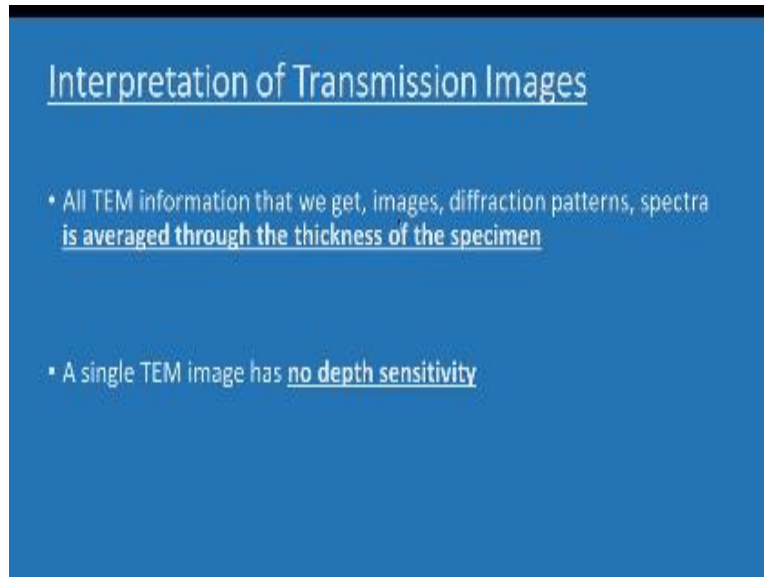 Interpretation of Transmission Images
• All TEM information that we get, images, diffraction patterns, spectra
is averaged through the thickness of the specimen
• A single TEM image has no depth sensitivity